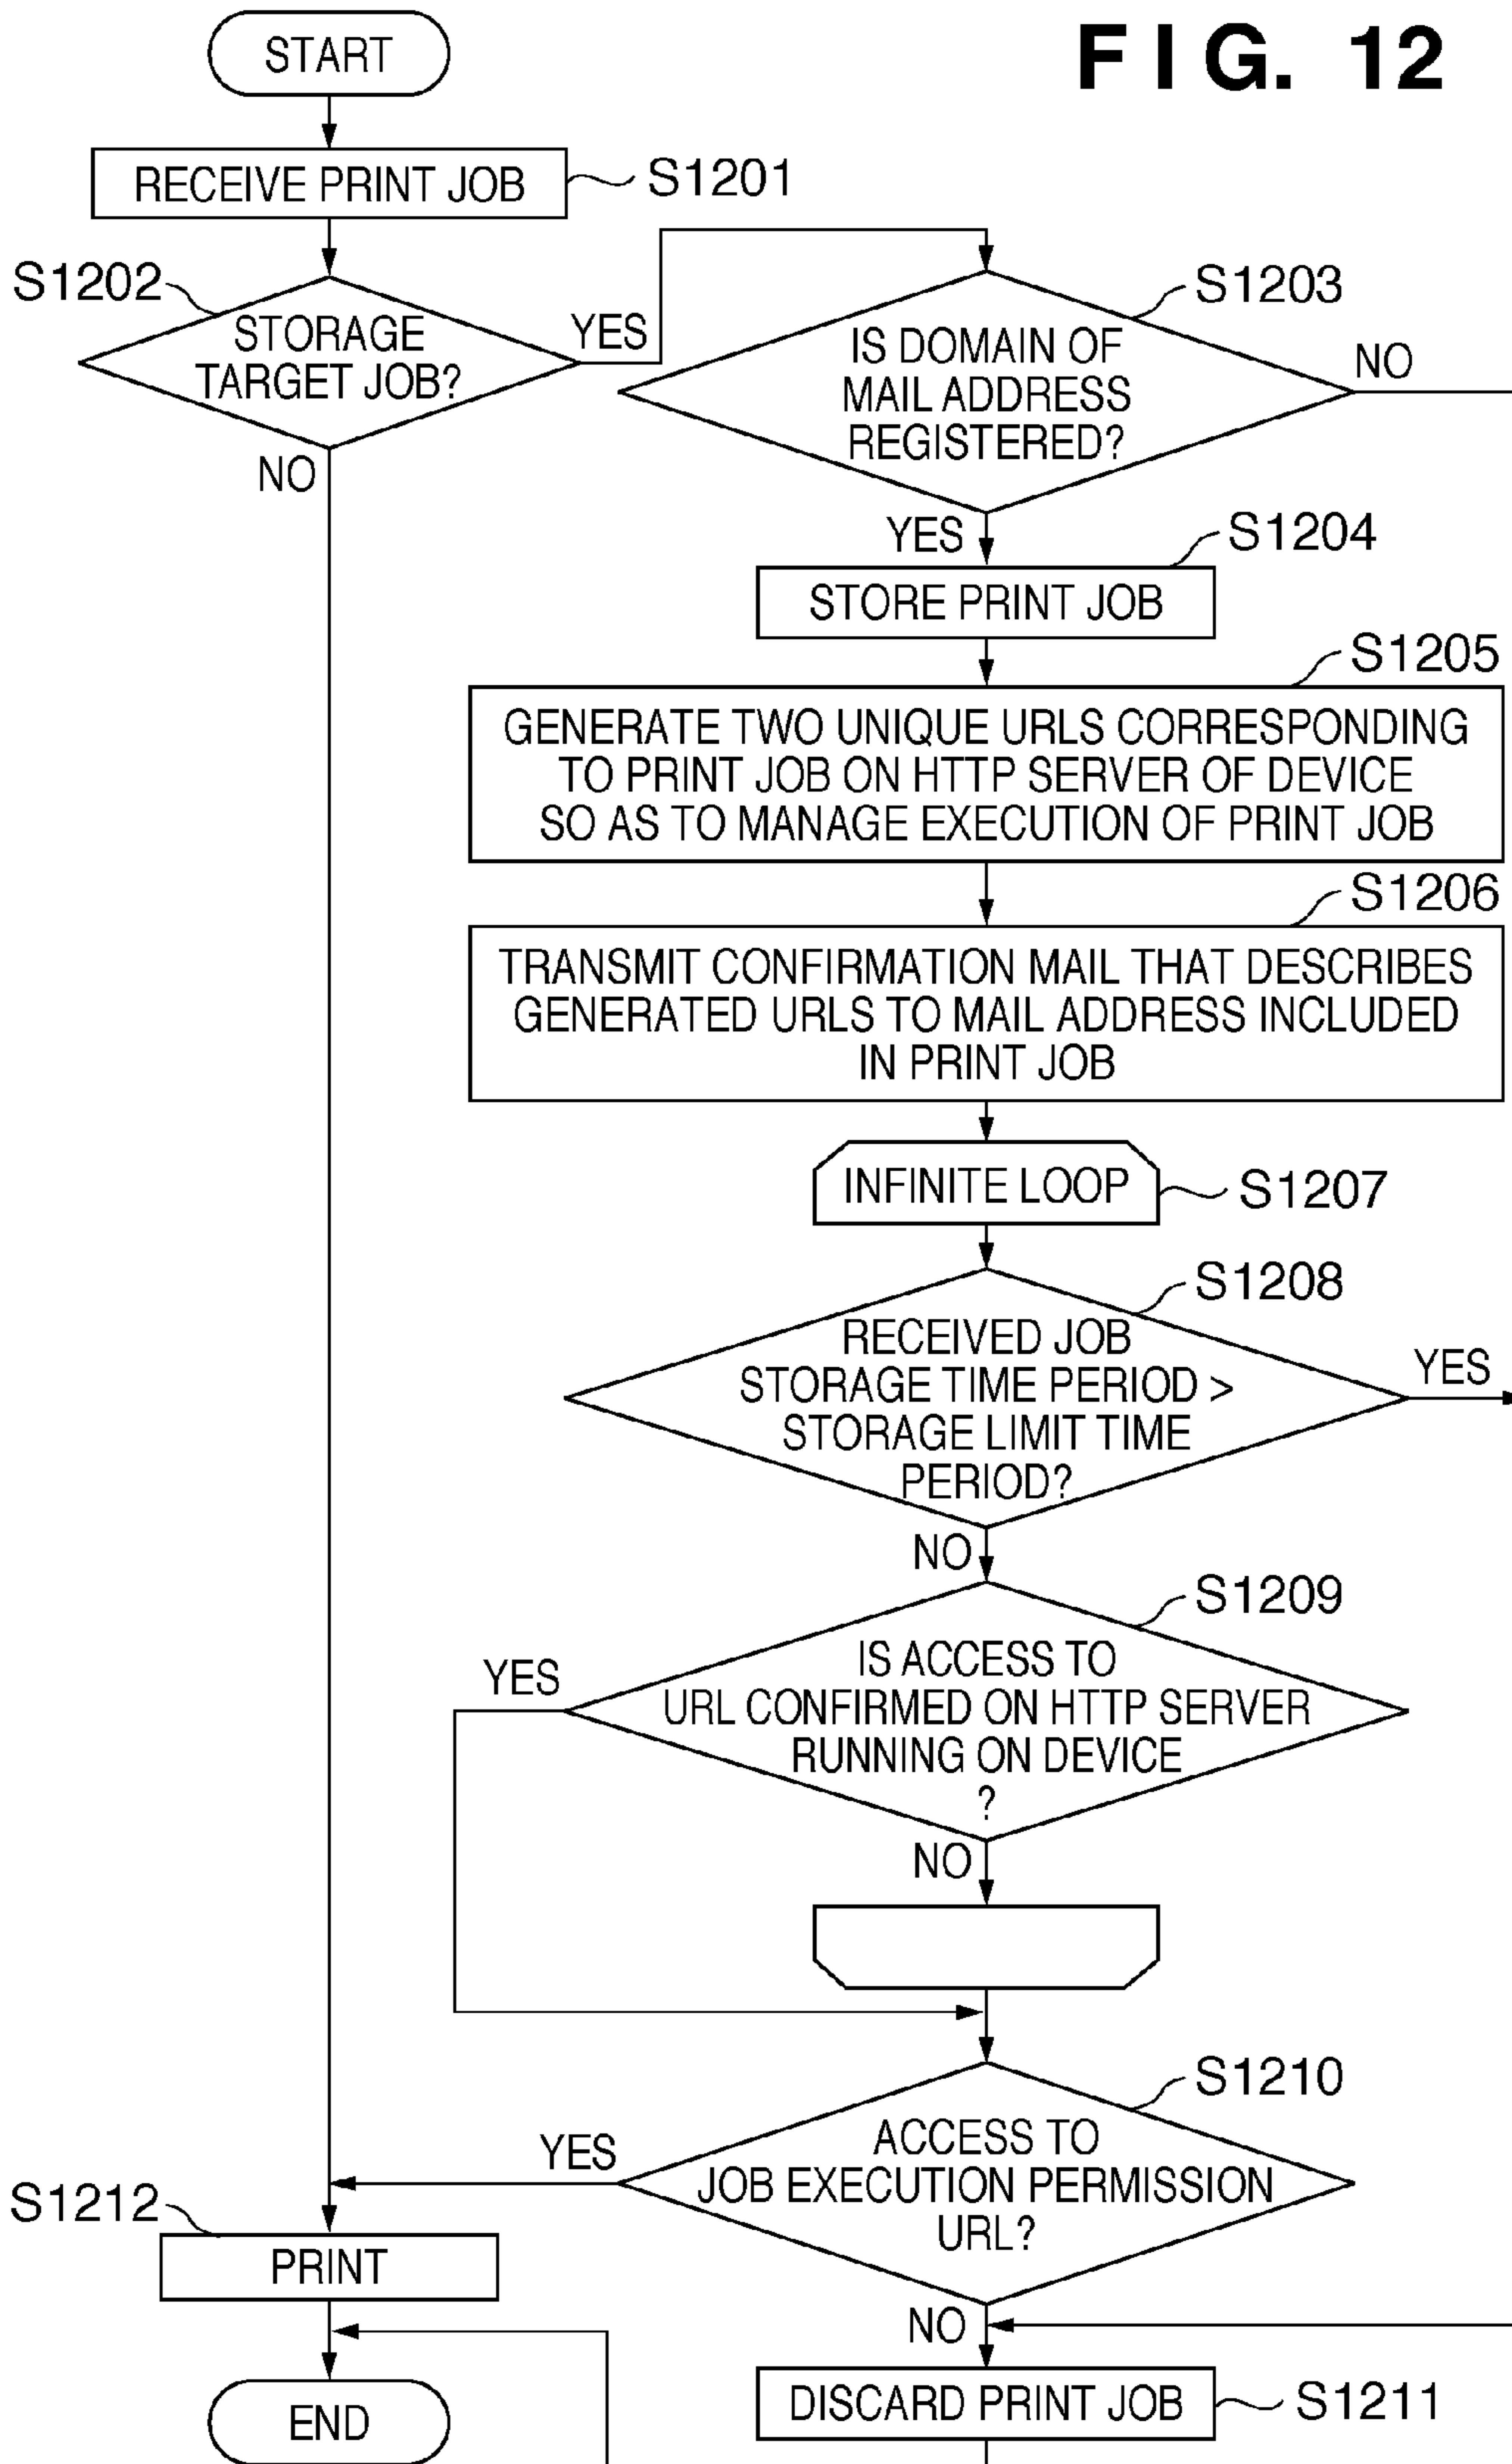 FIG. 12
START
RECEIVE PRINT JOB
S1201
S1202
STORAGE
TARGET JOB?
YES
NO
S1203
IS DOMAIN OF
MAIL ADDRESS
REGISTERED?
NO
YES
S1204
STORE PRINT JOB
S1205
GENERATE TWO UNIQUE URLS CORRESPONDING
TO PRINT JOB ON HTTP SERVER OF DEVICE
SO AS TO MANAGE EXECUTION OF PRINT JOB
S1206
TRANSMIT CONFIRMATION MAIL THAT DESCRIBES
GENERATED URLS TO MAIL ADDRESS INCLUDED
IN PRINT JOB
INFINITE LOOP
S1207
S1208
RECEIVED JOB
STORAGE TIME PERIOD >
STORAGE LIMIT TIME
PERIOD?
YES
NO
S1209
IS ACCESS TO
URL CONFIRMED ON HTTP SERVER
RUNNING ON DEVICE
?
YES
NO
S1210
ACCESS TO
JOB EXECUTION PERMISSION
URL?
YES
NO
S1212
PRINT
DISCARD PRINT JOB
S1211
END